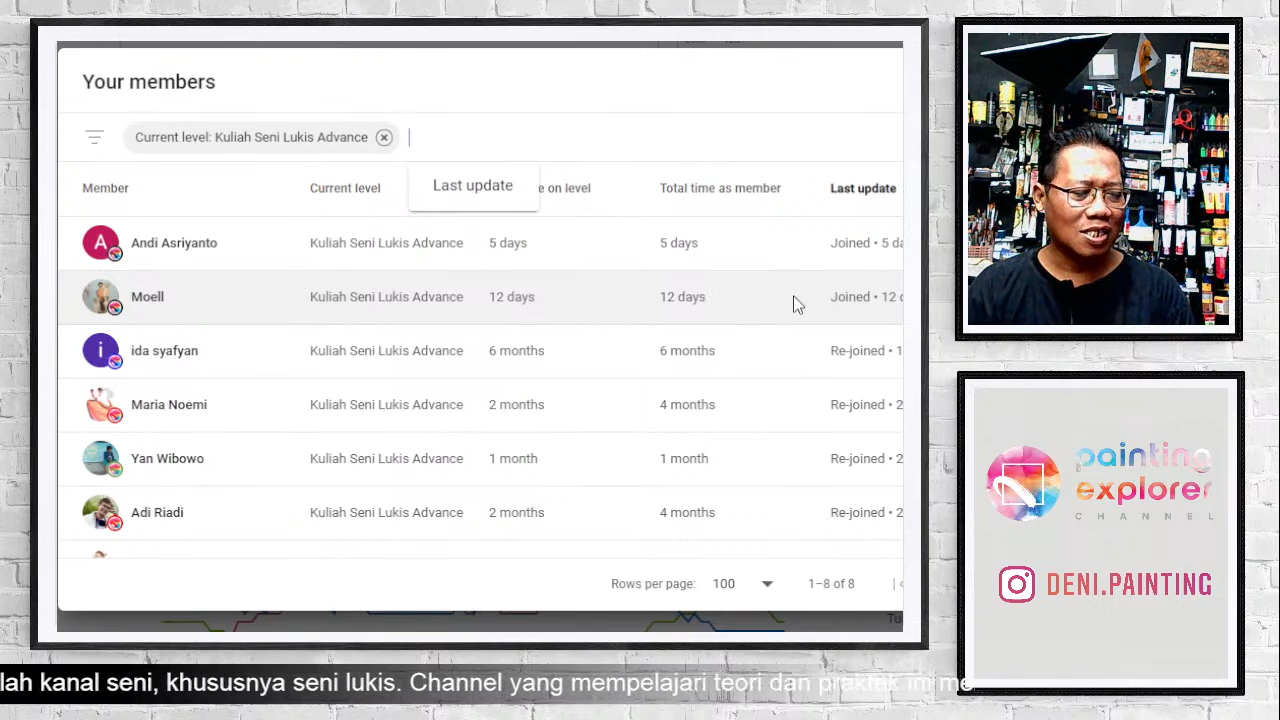 Your members
Current level: Kuliah Seni Lukis Advance
Member Current level Last update e on level Total time as member Last update
A Andi Asriyanto Kuliah Seni Lukis Advance 5 days 5 days Joined • 5 da
Moell Kuliah Seni Lukis Advance 12 days 12 days Joined • 12
i ida syafyan Kuliah Seni Lukis Advance 6 months 6 months Re-joined • 1
Maria Noemi Kuliah Seni Lukis Advance 2 months 4 months Re-joined • 2
Yan Wibowo Kuliah Seni Lukis Advance 1 month 1 month Re-joined • 2
Adi Riadi Kuliah Seni Lukis Advance 2 months 4 months Re-joined • 2
Rows per page: 100 1–8 of 8
painting
explorer
CHANNEL
DENI.PAINTING
lah kanal seni, khususnya seni lukis. Channel yang mempelajari teori dan praktek ini me